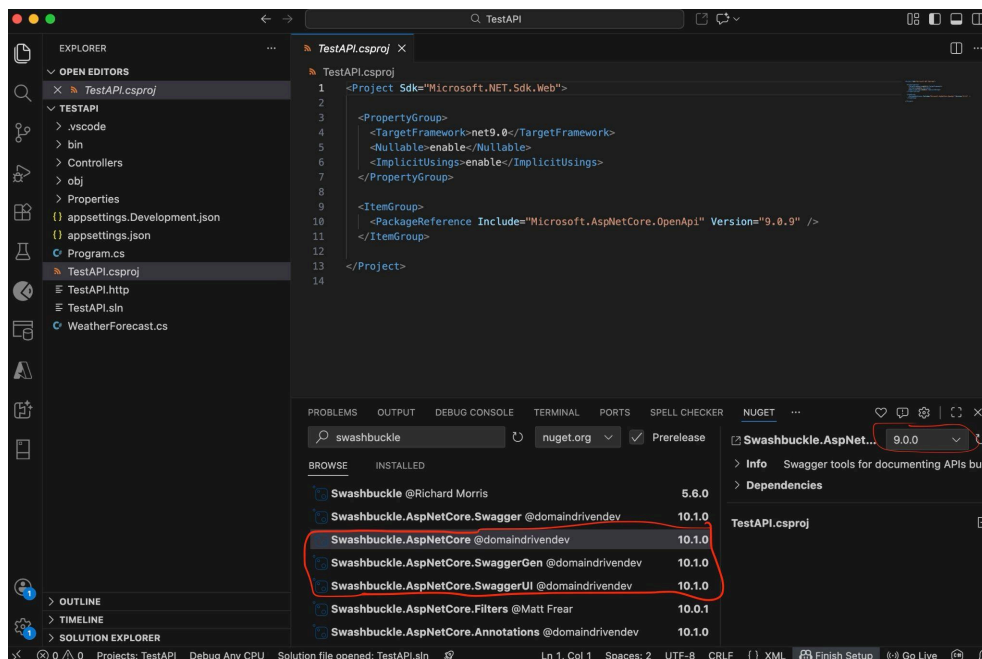 TestAPI
EXPLORER
OPEN EDITORS
TestAPI.csproj
TESTAPI
.vscode
bin
Controllers
obj
Properties
{} appsettings.Development.json
{} appsettings.json
C# Program.cs
TestAPI.csproj
TestAPI.http
TestAPI.sln
C# WeatherForecast.cs
OUTLINE
TIMELINE
SOLUTION EXPLORER
1
1
TestAPI.csproj
TestAPI.csproj
1 <Project Sdk="Microsoft.NET.Sdk.Web">
2
3 <PropertyGroup>
4 <TargetFramework>net9.0</TargetFramework>
5 <Nullable>enable</Nullable>
6 <ImplicitUsings>enable</ImplicitUsings>
7 </PropertyGroup>
8
9 <ItemGroup>
10 <PackageReference Include="Microsoft.AspNetCore.OpenApi" Version="9.0.9" />
11 </ItemGroup>
12
13 </Project>
14
PROBLEMS OUTPUT DEBUG CONSOLE TERMINAL PORTS SPELL CHECKER NUGET ...
swashbuckle nuget.org Prerelease
BROWSE INSTALLED
Swashbuckle @Richard Morris 5.6.0
Swashbuckle.AspNetCore.Swagger @domaindrivendev 10.1.0
Swashbuckle.AspNetCore @domaindrivendev 10.1.0
Swashbuckle.AspNetCore.SwaggerGen @domaindrivendev 10.1.0
Swashbuckle.AspNetCore.SwaggerUI @domaindrivendev 10.1.0
Swashbuckle.AspNetCore.Filters @Matt Frear 10.0.1
Swashbuckle.AspNetCore.Annotations @domaindrivendev 10.1.0
Swashbuckle.AspNet... 9.0.0
Info Swagger tools for documenting APIs bu
Dependencies
TestAPI.csproj
0 0 Projects: TestAPI Debug Any CPU Solution file opened: TestAPI.sln Ln 1, Col 1 Spaces: 2 UTF-8 CRLF {} XML Finish Setup Go Live